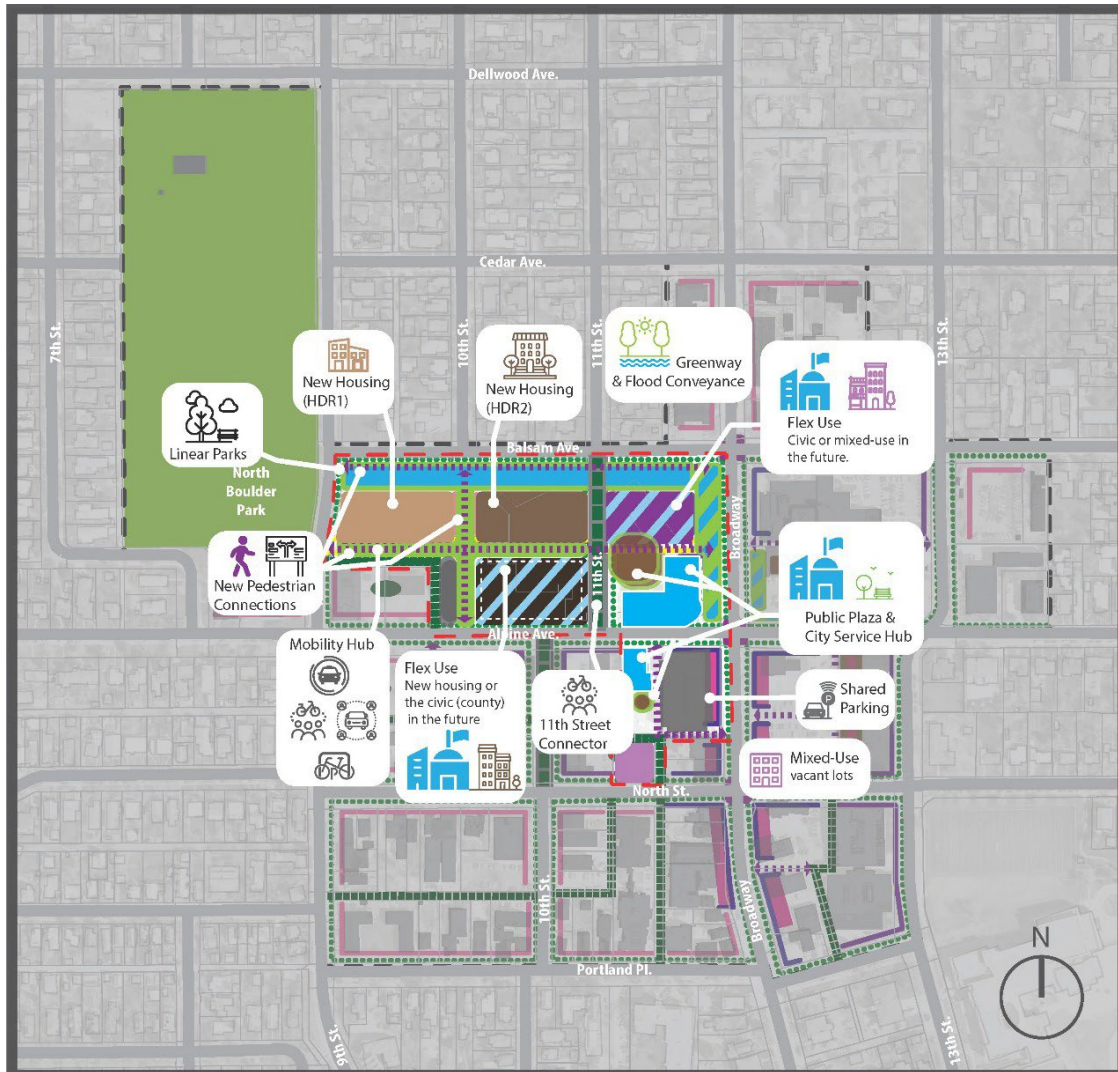 Dellwood Ave.
Cedar Ave.
7th St.
10th St.
11th St.
13th St.
New Housing
(HDR1)
New Housing
(HDR2)
Greenway
& Flood Conveyance
Flex Use
Civic or mixed-use in
the future.
Linear Parks
North
Boulder
Park
Balsam Ave.
Broadway
New Pedestrian
Connections
11th St.
Public Plaza &
City Service Hub
Alpine Ave.
Mobility Hub
Flex Use
New housing or
the civic (county)
in the future
11th Street
Connector
P
Shared
Parking
Mixed-Use
vacant lots
North St.
10th St.
Broadway
Portland Pl.
9th St.
13th St.
N